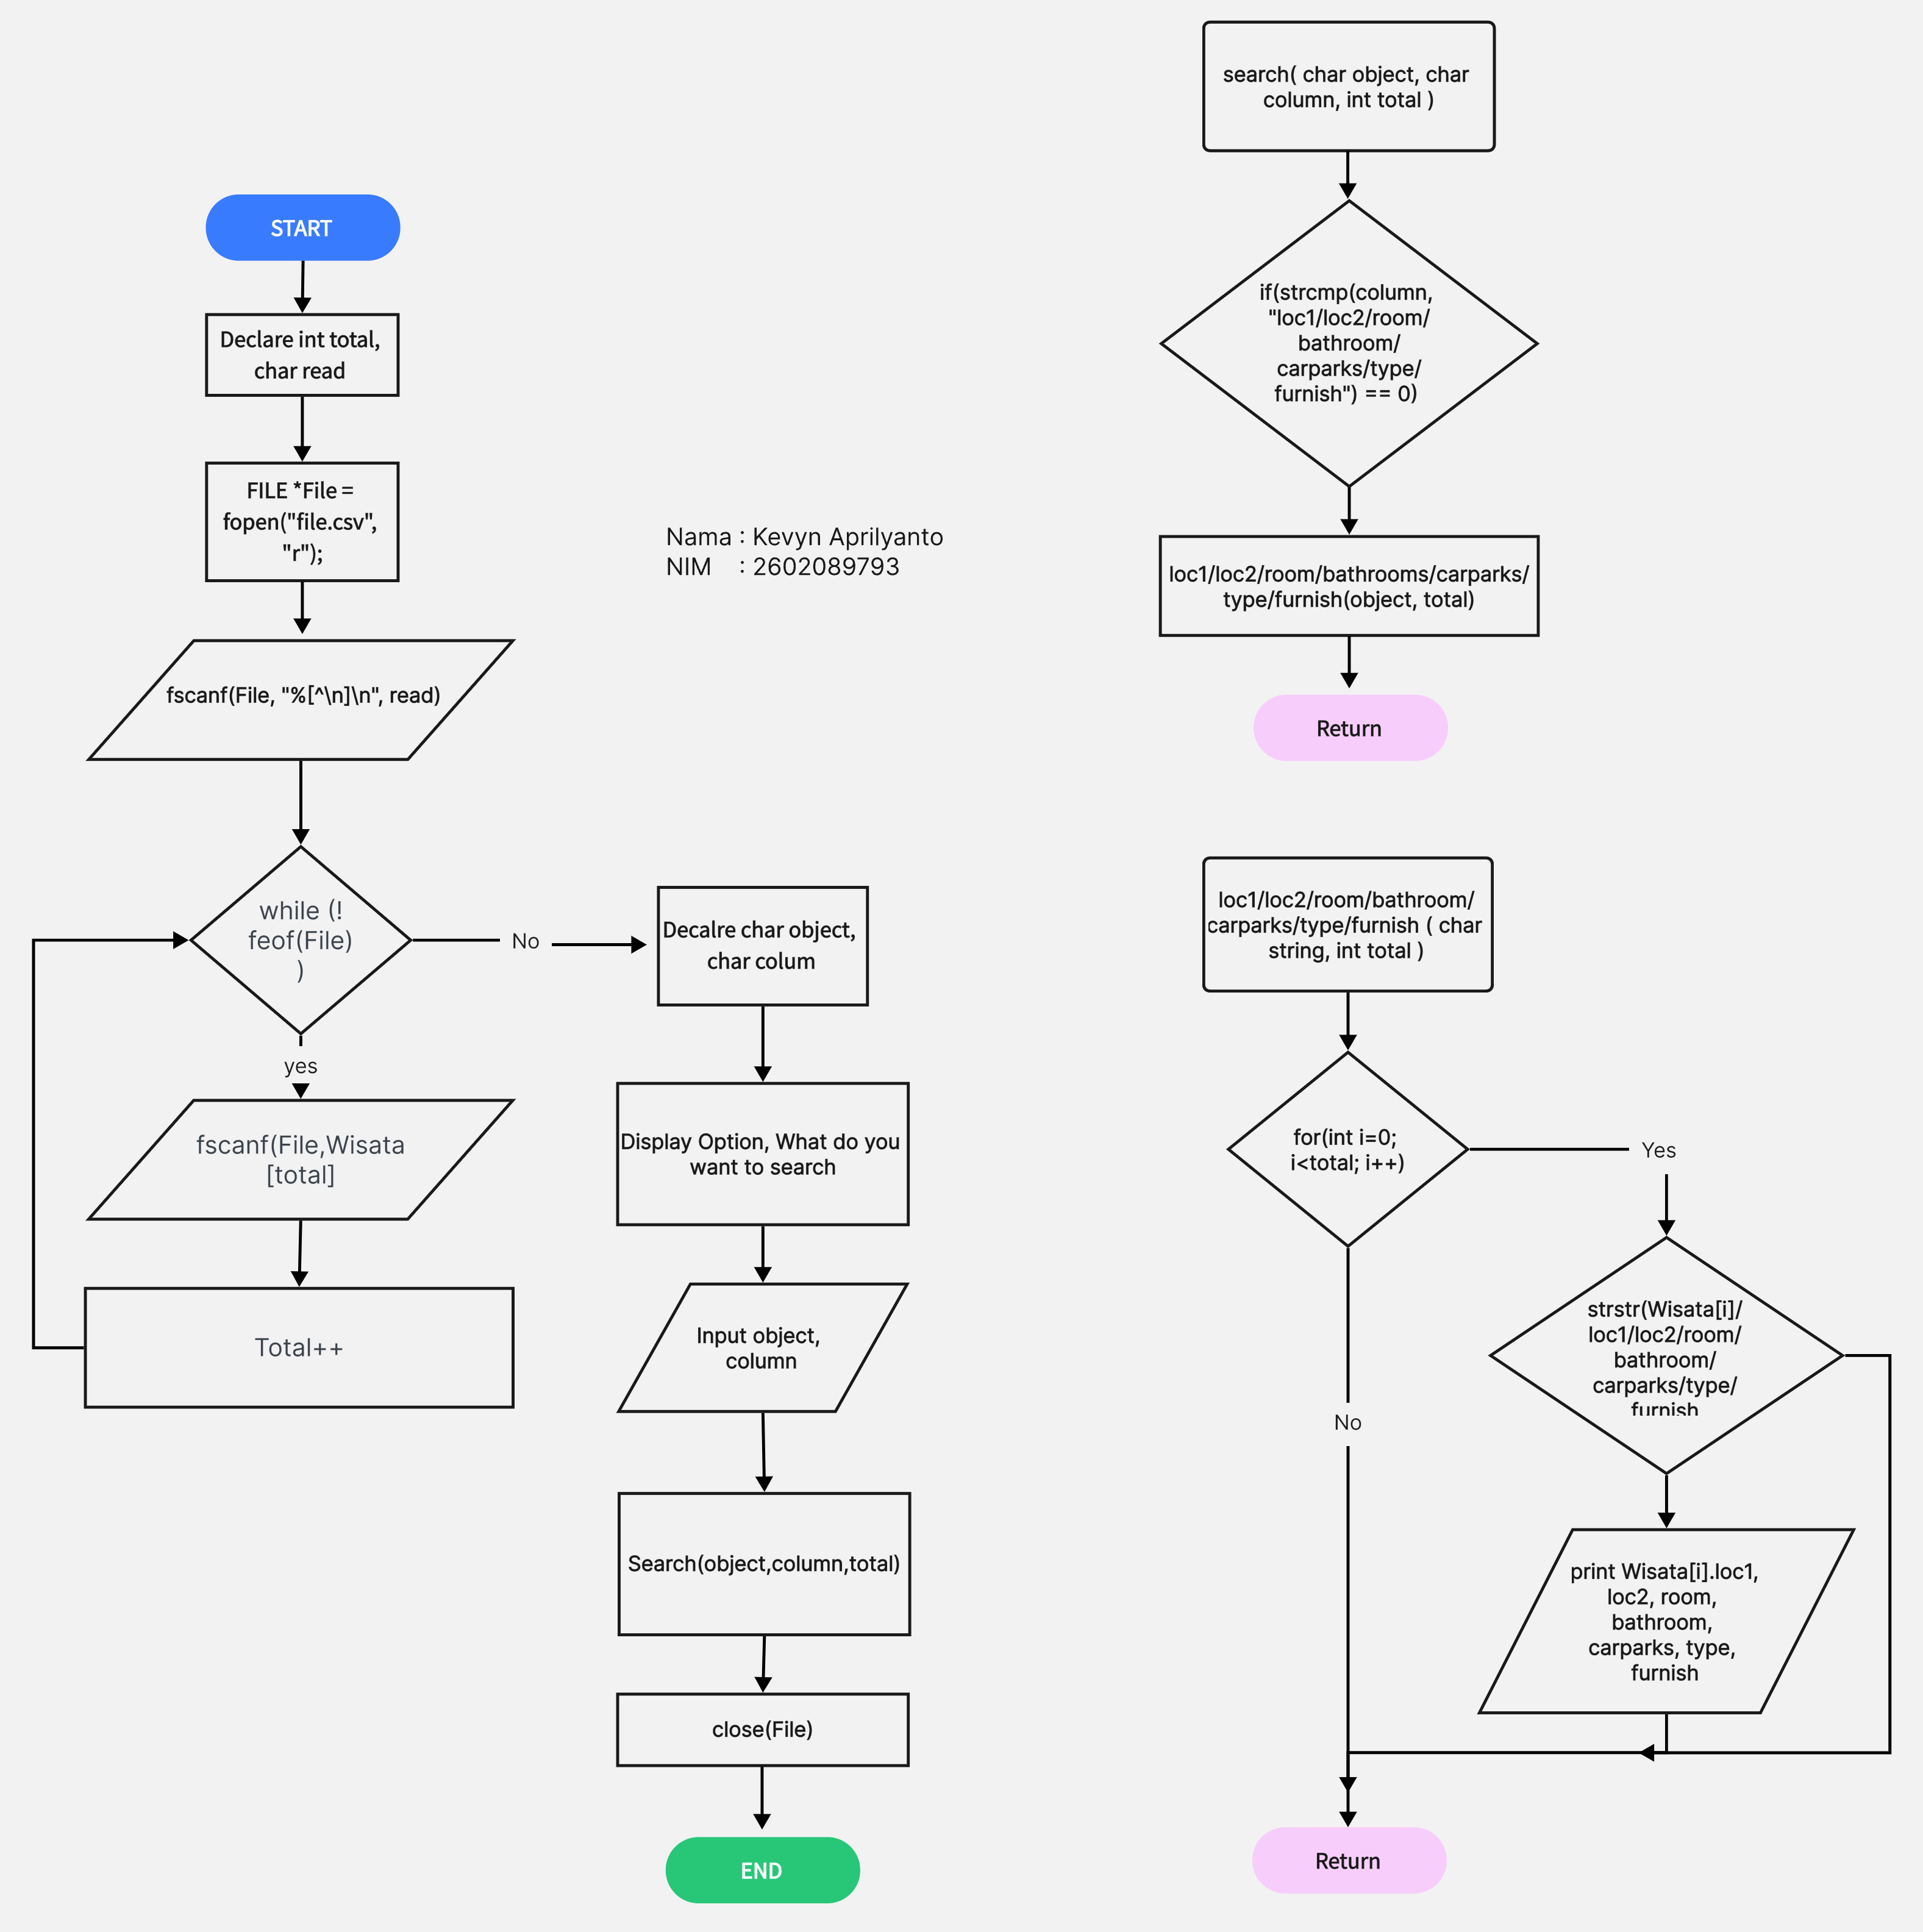 START
Declare int total,
char read
FILE *File =
fopen("file.csv",
"r");
fscanf(File, "%[^\n]\n", read)
while (!
feof(File)
)
yes
fscanf(File,Wisata
[total]
Total++
No
Decalre char object,
char colum
Display Option, What do you
want to search
Input object,
column
Search(object,column,total)
close(File)
END
Nama : Kevyn Aprilyanto
NIM : 2602089793
search( char object, char
column, int total )
if(strcmp(column,
"loc1/loc2/room/
bathroom/
carparks/type/
furnish") == 0)
loc1/loc2/room/bathrooms/carparks/
type/furnish(object, total)
Return
loc1/loc2/room/bathroom/
carparks/type/furnish ( char
string, int total )
for(int i=0;
i<total; i++)
Yes
strstr(Wisata[i]/
loc1/loc2/room/
bathroom/
carparks/type/
furnish
print Wisata[i].loc1,
loc2, room,
bathroom,
carparks, type,
furnish
No
Return